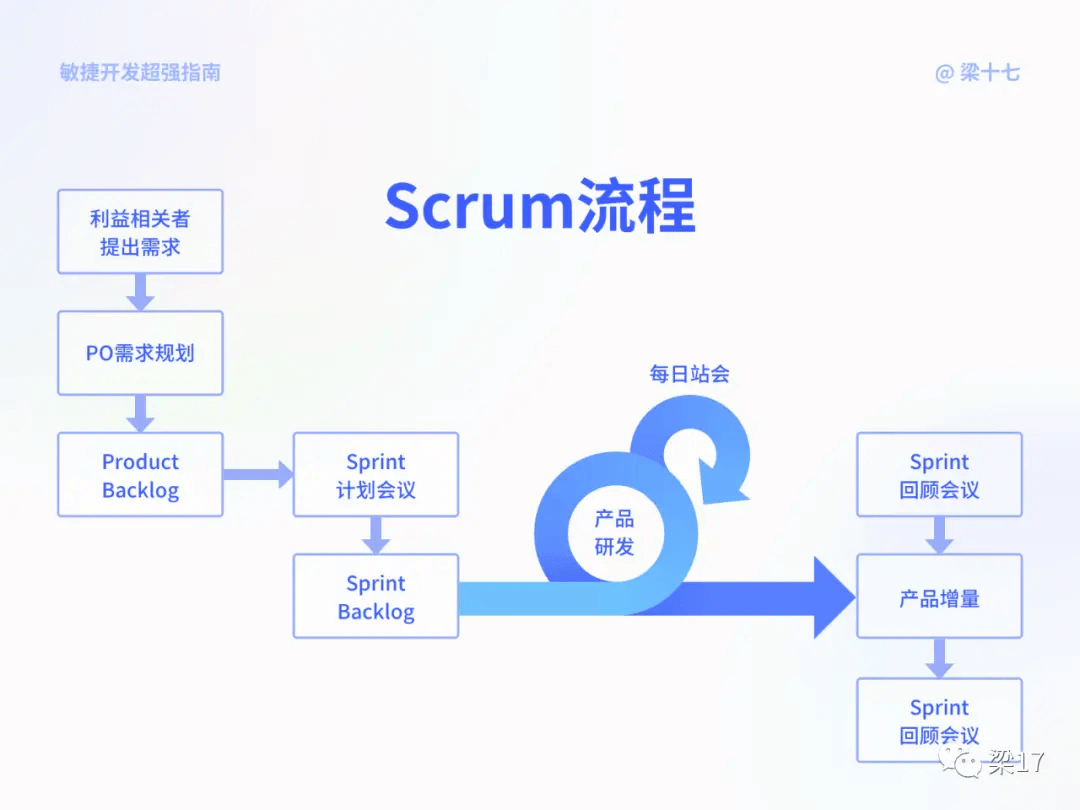 敏捷开发超强指南
@ 梁十七
Scrum流程
利益相关者
提出需求
PO需求规划
Product
Backlog
Sprint
计划会议
Sprint
Backlog
每日站会
产品
研发
Sprint
回顾会议
产品增量
Sprint
回顾会议
梁17